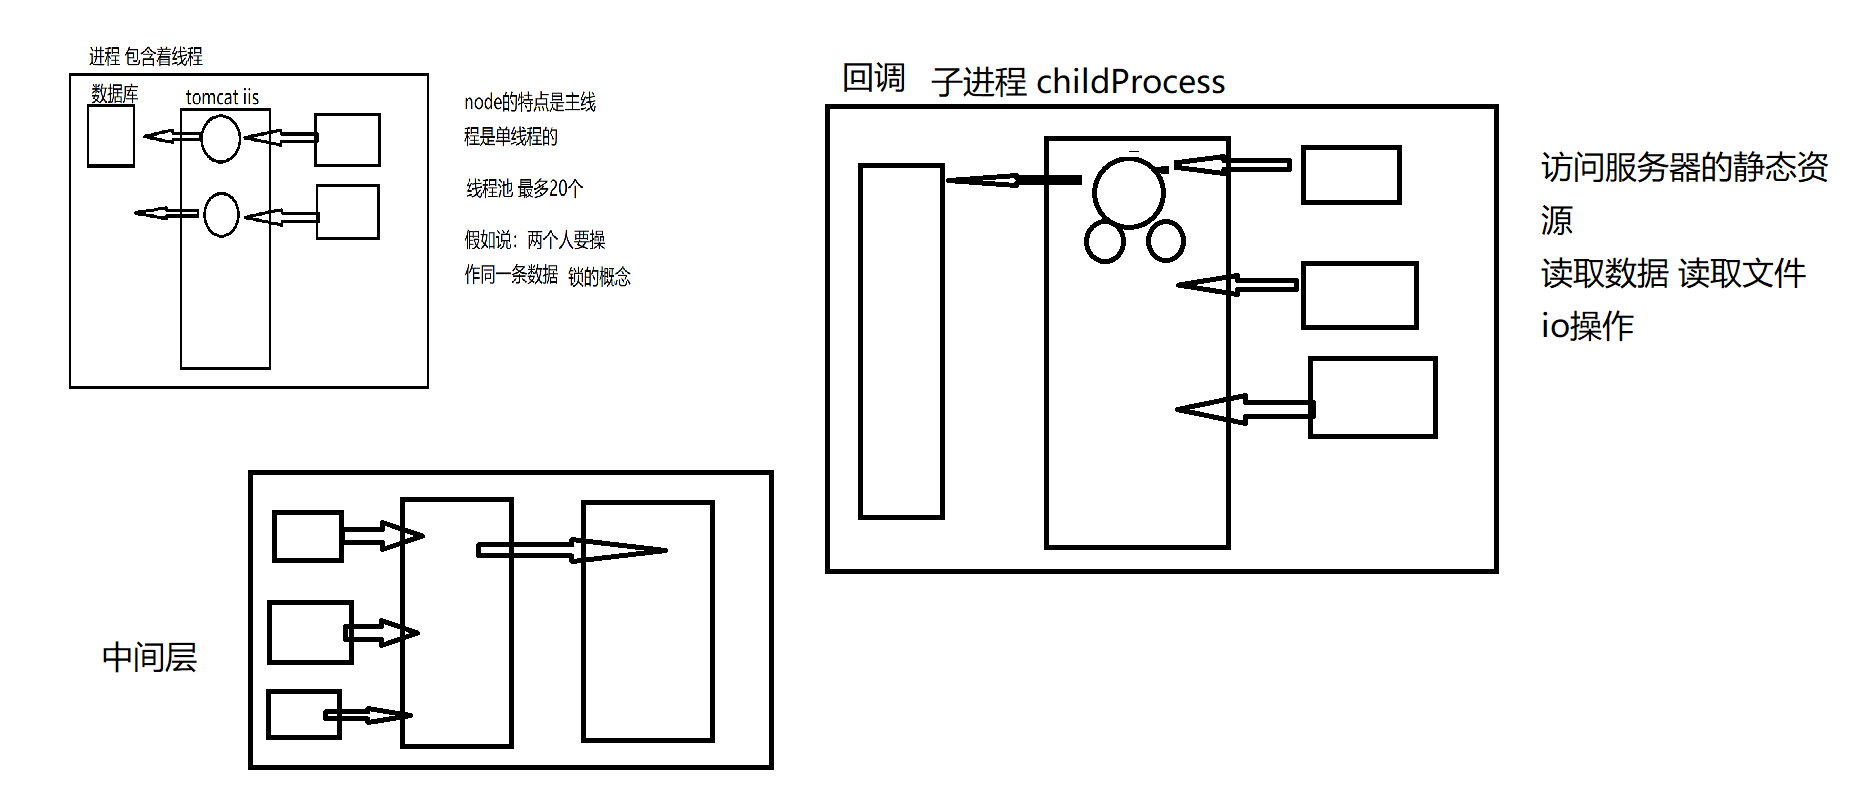 进程 包含着线程
数据库
tomcat iis
node的特点是主线
程是单线程的
线程池 最多20个
假如说：两个人要操
作同一条数据 锁的概念
回调 子进程 childProcess
访问服务器的静态资
源
读取数据 读取文件
io操作
中间层